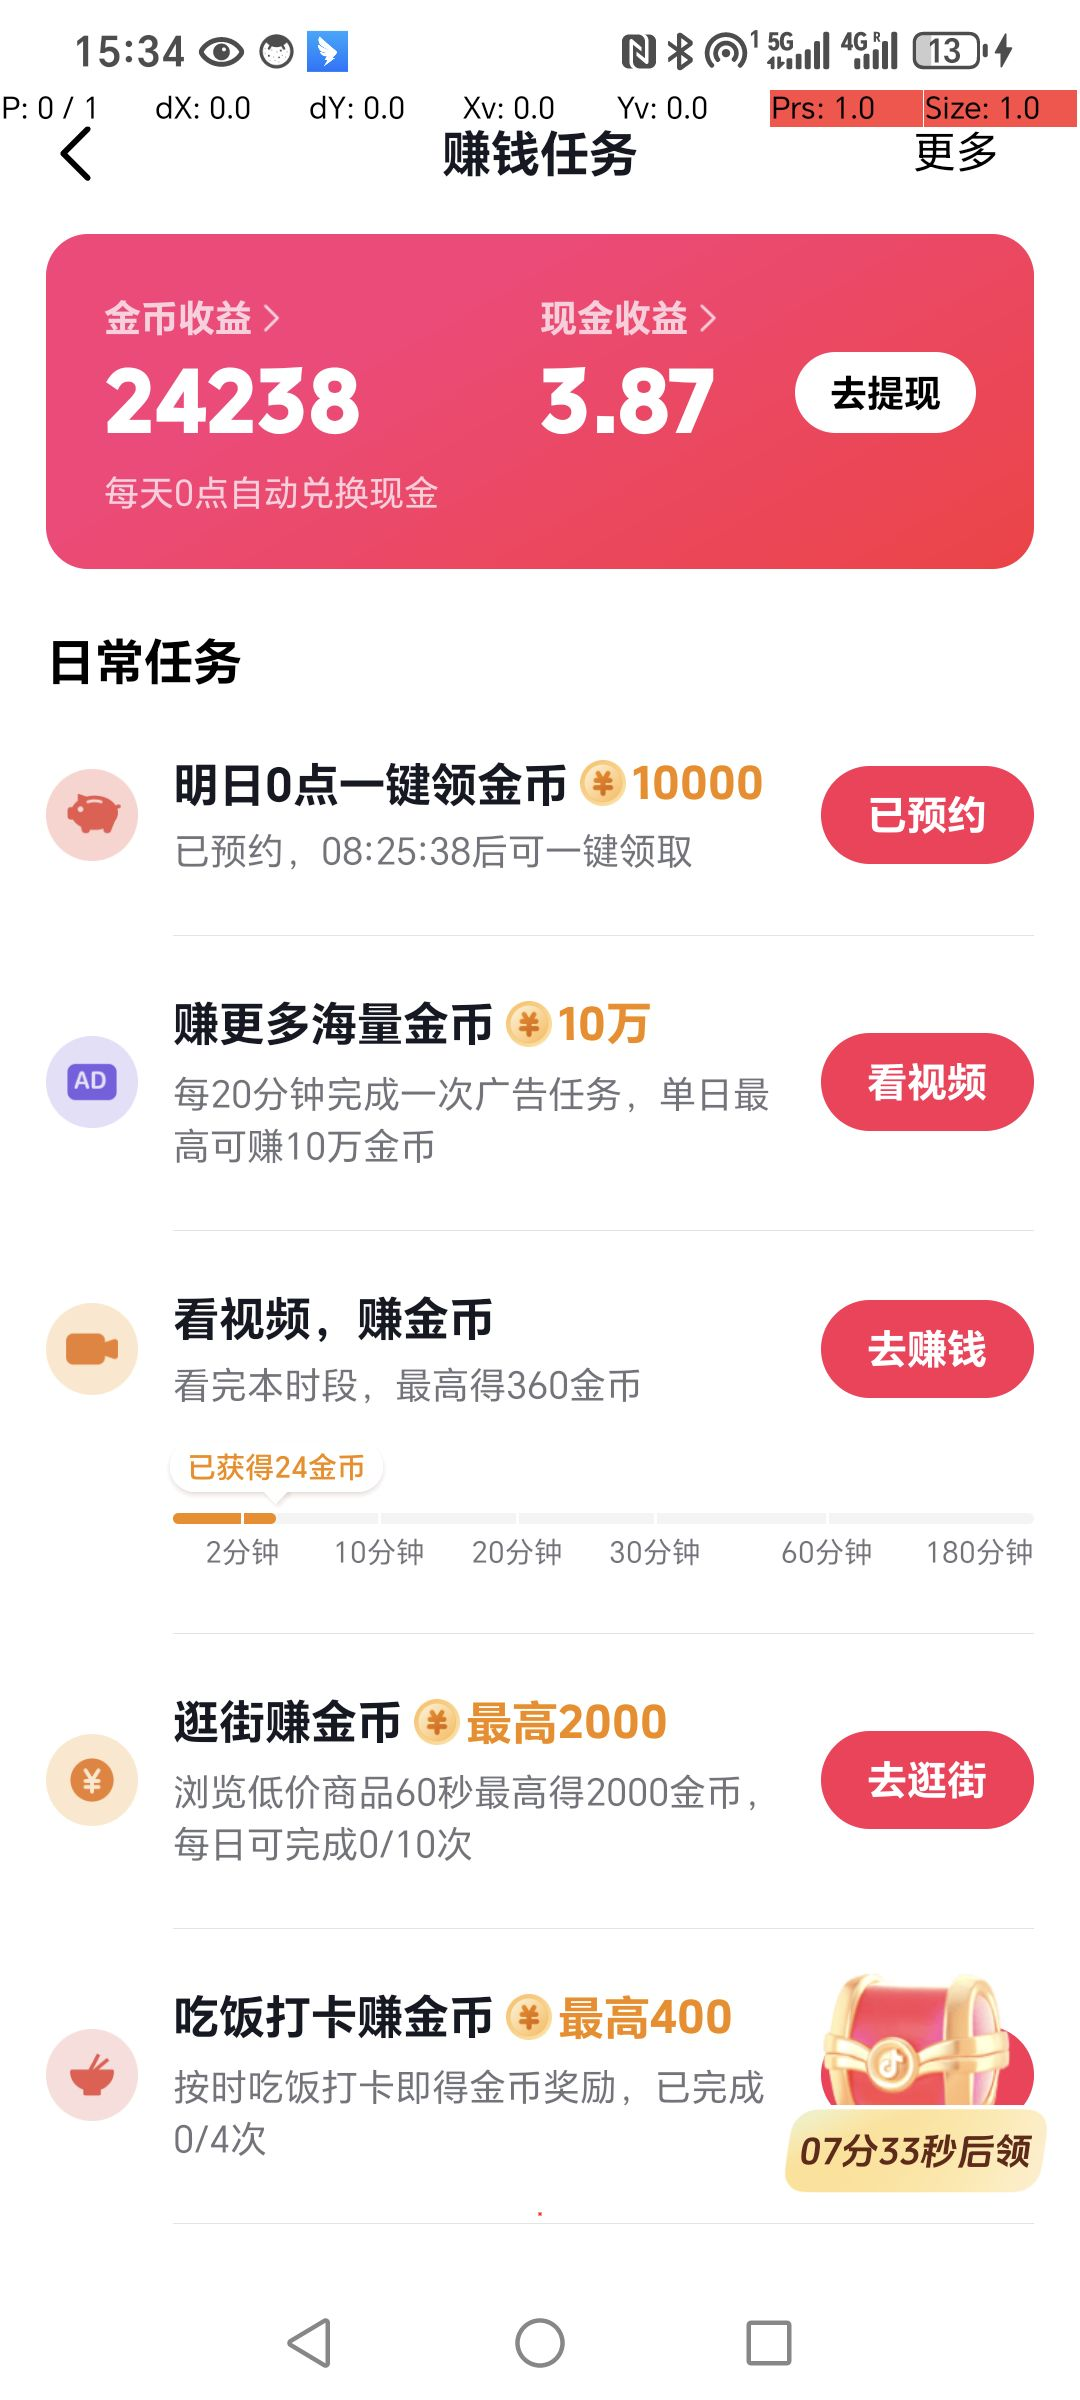 15:34
5G 4G R 13
P: 0 / 1 dX: 0.0 dY: 0.0 Xv: 0.0 Yv: 0.0 Prs: 1.0 Size: 1.0
赚钱任务 更多
金币收益 现金收益
24238 3.87 去提现
每天0点自动兑换现金
日常任务
明日0点一键领金币 10000
已预约，08:25:38后可一键领取
已预约
赚更多海量金币 10万
AD
每20分钟完成一次广告任务，单日最
高可赚10万金币
看视频
看视频，赚金币
看完本时段，最高得360金币
去赚钱
已获得24金币
2分钟 10分钟 20分钟 30分钟 60分钟 180分钟
逛街赚金币 最高2000
浏览低价商品60秒最高得2000金币，
每日可完成0/10次
去逛街
吃饭打卡赚金币 最高400
按时吃饭打卡即得金币奖励，已完成
0/4次
07分33秒后领